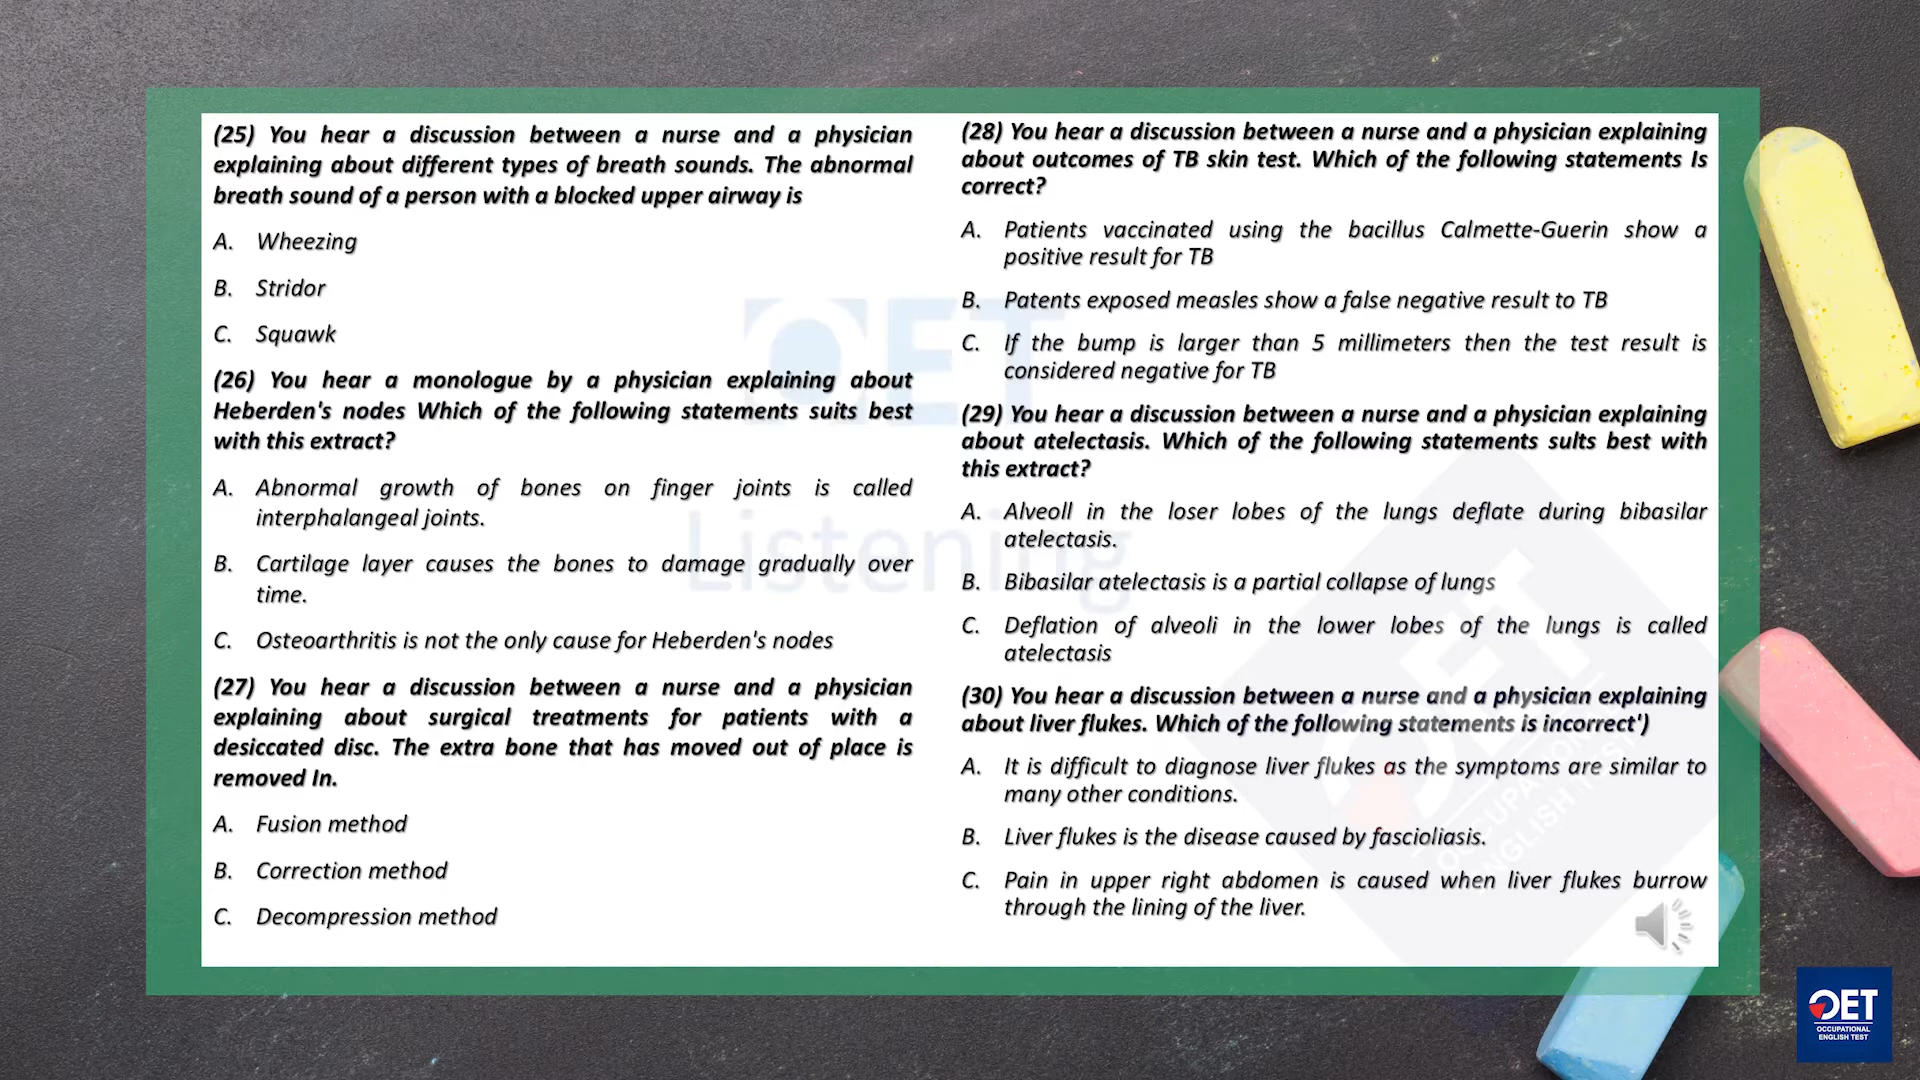 (25) You hear a discussion between a nurse and a physician
explaining about different types of breath sounds. The abnormal
breath sound of a person with a blocked upper airway is
A. Wheezing
B. Stridor
C. Squawk
(26) You hear a monologue by a physician explaining about
Heberden's nodes Which of the following statements suits best
with this extract?
A. Abnormal growth of bones on finger joints is called
interphalangeal joints.
B. Cartilage layer causes the bones to damage gradually over
time.
C. Osteoarthritis is not the only cause for Heberden's nodes
(27) You hear a discussion between a nurse and a physician
explaining about surgical treatments for patients with a
desiccated disc. The extra bone that has moved out of place is
removed In.
A. Fusion method
B. Correction method
C. Decompression method
(28) You hear a discussion between a nurse and a physician explaining
about outcomes of TB skin test. Which of the following statements Is
correct?
A. Patients vaccinated using the bacillus Calmette-Guerin show a
positive result for TB
B. Patents exposed measles show a false negative result to TB
C. If the bump is larger than 5 millimeters then the test result is
considered negative for TB
(29) You hear a discussion between a nurse and a physician explaining
about atelectasis. Which of the following statements sults best with
this extract?
A. Alveoll in the loser lobes of the lungs deflate during bibasilar
atelectasis.
B. Bibasilar atelectasis is a partial collapse of lungs
C. Deflation of alveoli in the lower lobes of the lungs is called
atelectasis
(30) You hear a discussion between a nurse and a physician explaining
about liver flukes. Which of the following statements is incorrect')
A. It is difficult to diagnose liver flukes as the symptoms are similar to
many other conditions.
B. Liver flukes is the disease caused by fascioliasis.
C. Pain in upper right abdomen is caused when liver flukes burrow
through the lining of the liver.
OET
Listening
OET
OCCUPATIONAL
ENGLISH TEST
OET
OCCUPATIONAL
ENGLISH TEST